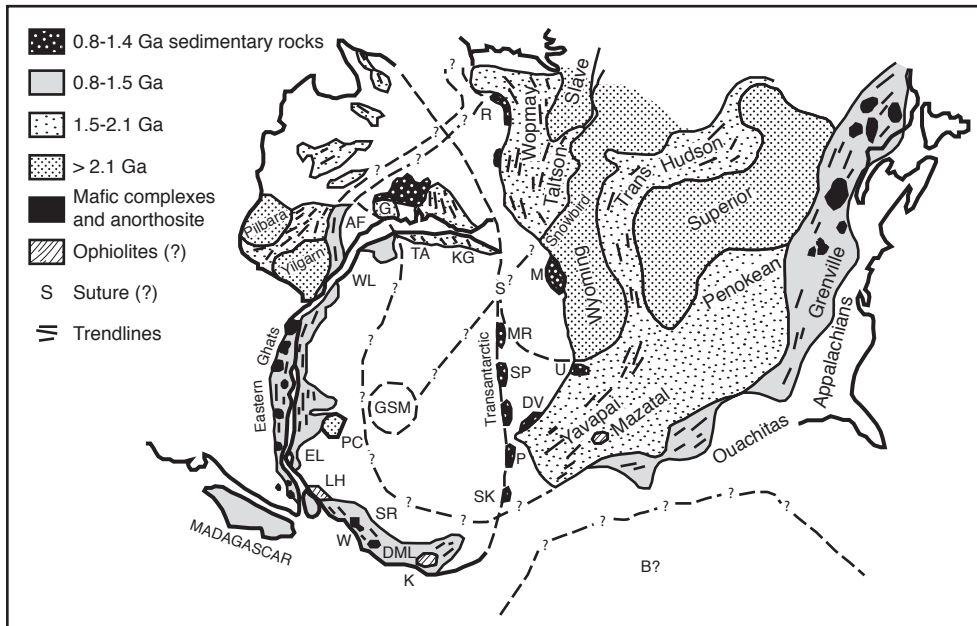 0.8-1.4 Ga sedimentary rocks
0.8-1.5 Ga
1.5-2.1 Ga
> 2.1 Ga
Mafic complexes
and anorthosite
Ophiolites (?)
S Suture (?)
Trendlines
R
Wopmay
Slave
Taltson
Snowbird
Trans
Hudson
Superior
Wyoming
Penokean
Grenville
Appalachians
Ouachitas
Yavapai
Mazatal
Pilbara
Yilgarn
AF
G
TA
KG
WL
M
S
MR
SP
U
DV
P
SK
Transantarctic
GSM
Eastern
Ghats
PC
EL
LH
SR
W
DML
K
MADAGASCAR
B?
? ? ? ? ? ? ? ? ? ? ? ? ? ? ? ? ? ? ? ? ? ? ?